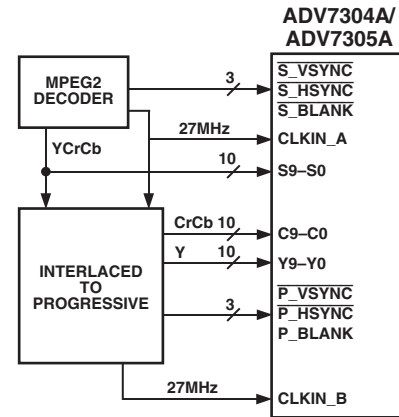 ADV7304A/
ADV7305A
MPEG2
DECODER
YCrCb
3
S_VSYNC
S_HSYNC
S_BLANK
27MHz
CLKIN_A
10
S9–S0
INTERLACED
TO
PROGRESSIVE
CrCb 10
C9–C0
Y 10
Y9–Y0
3
P_VSYNC
P_HSYNC
P_BLANK
27MHz
CLKIN_B